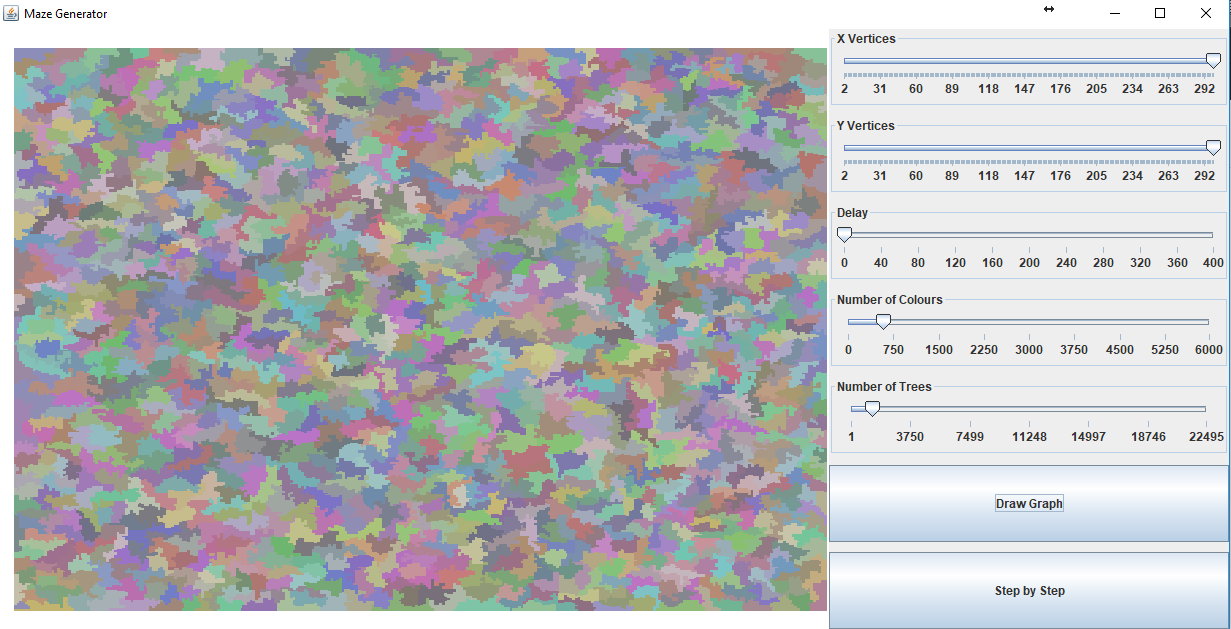 Maze Generator
X Vertices
2 31 60 89 118 147 176 205 234 263 292
Y Vertices
2 31 60 89 118 147 176 205 234 263 292
Delay
0 40 80 120 160 200 240 280 320 360 400
Number of Colours
0 750 1500 2250 3000 3750 4500 5250 6000
Number of Trees
1 3750 7499 11248 14997 18746 22495
Draw Graph
Step by Step